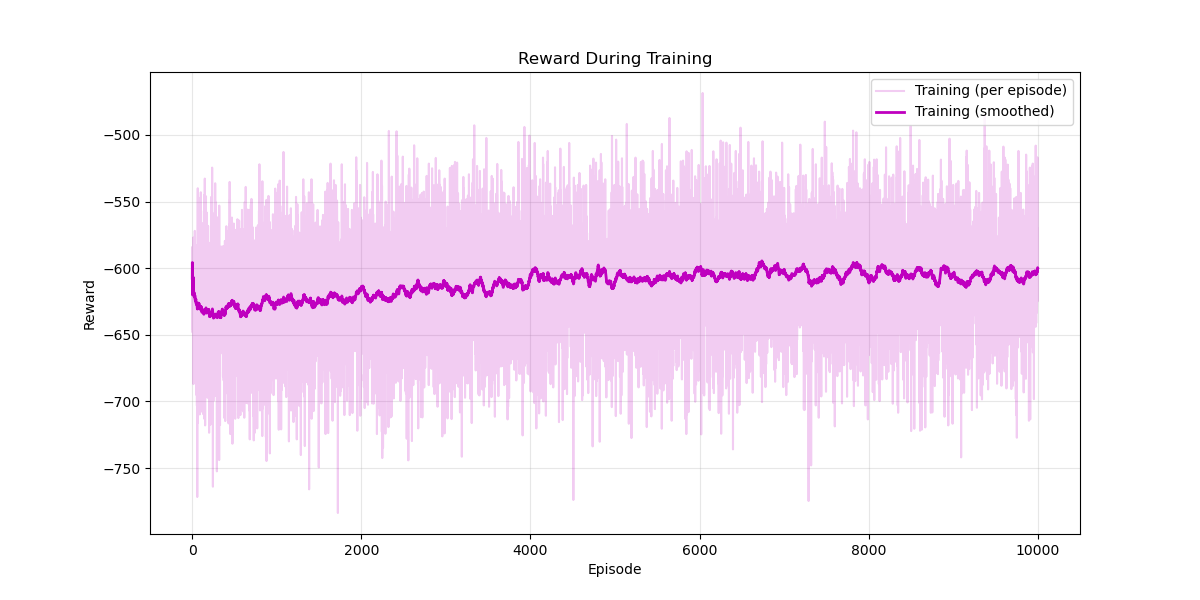 Reward During Training
Training (per episode)
Training (smoothed)
Reward
−500
−550
−600
−650
−700
−750
0 2000 4000 6000 8000 10000
Episode